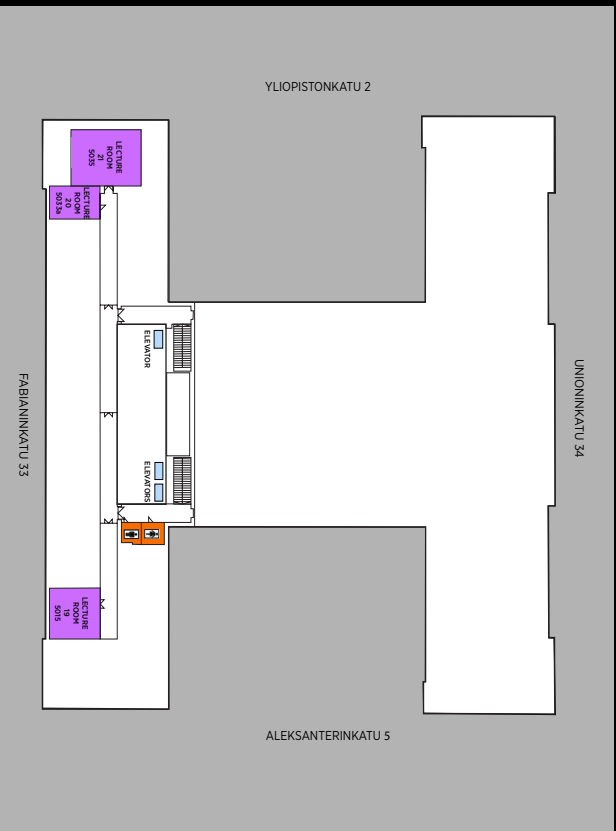 YLIOPISTONKATU 2
LECTURE
ROOM
21
5035
LECTURE
ROOM
20
5033a
ELEVATOR
FABIANINKATU 33
UNIONINKATU 34
ELEVATORS
LECTURE
ROOM
19
5015
ALEKSANTERINKATU 5